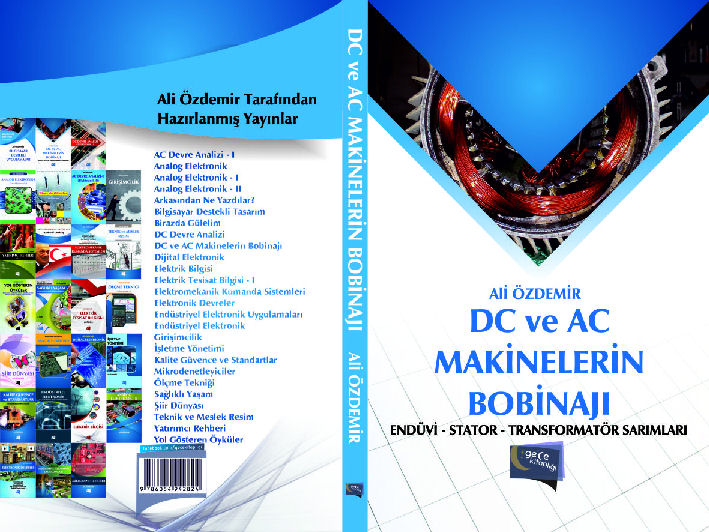 Ali Özdemir Tarafından
Hazırlanmış Yayınlar
AC Devre Analizi - I
Analog Elektronik
Analog Elektronik - I
Analog Elektronik - II
Arkasından Ne Yazdılar?
Bilgisayar Destekli Tasarım
Birazda Gülelim
DC Devre Analizi
DC ve AC Makinelerin Bobinajı
Dijital Elektronik
Elektrik Bilgisi
Elektrik Tesisat Bilgisi - I
Elektromekanik Kumanda Sistemleri
Elektronik Devreler
Endüstriyel Elektronik Uygulamaları
Endüstriyel Elektronik
Girişimcilik
İşletme Yönetimi
Kalite Güvence ve Standartlar
Mikrodenetleyiciler
Ölçme Tekniği
Sağlıklı Yaşam
Şiir Dünyası
Teknik ve Meslek Resim
Yatırımcı Rehberi
Yol Gösteren Öyküler
DC ve AC MAKİNELERİN BOBİNAJI
ALİ ÖZDEMİR
ALİ ÖZDEMİR
DC ve AC
MAKİNELERİN
BOBİNAJI
ENDÜVİ - STATOR - TRANSFORMATÖR SARIMLARI
gece
kitaplığı